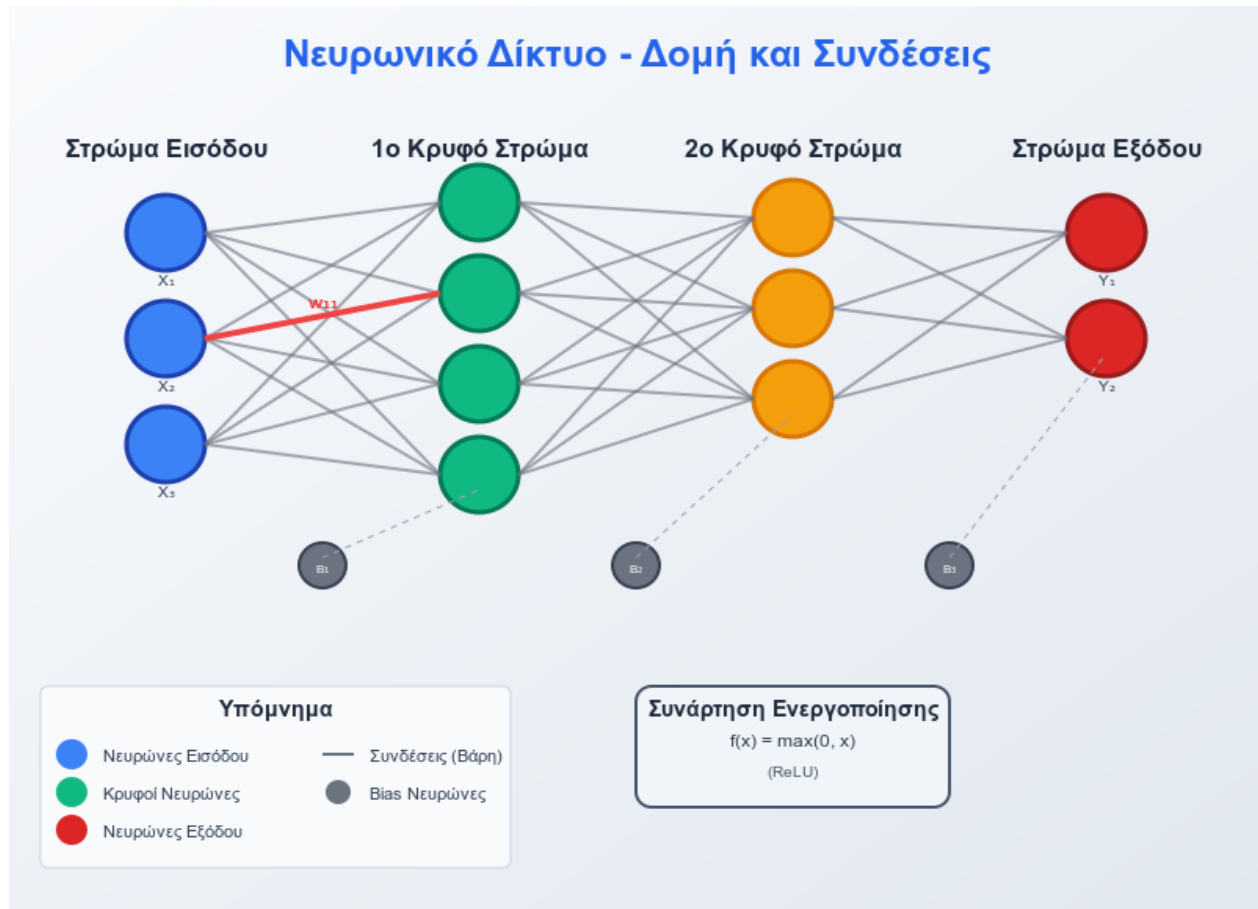 Νευρωνικό Δίκτυο - Δομή και Συνδέσεις
Στρώμα Εισόδου
1ο Κρυφό Στρώμα
2ο Κρυφό Στρώμα
Στρώμα Εξόδου
X₁
X₂
X₃
w₁₁
Y₁
Y₂
B₁
B₂
B₃
Υπόμνημα
Νευρώνες Εισόδου
Κρυφοί Νευρώνες
Νευρώνες Εξόδου
Συνδέσεις (Βάρη)
Bias Νευρώνες
Συνάρτηση Ενεργοποίησης
f(x) = max(0, x)
(ReLU)